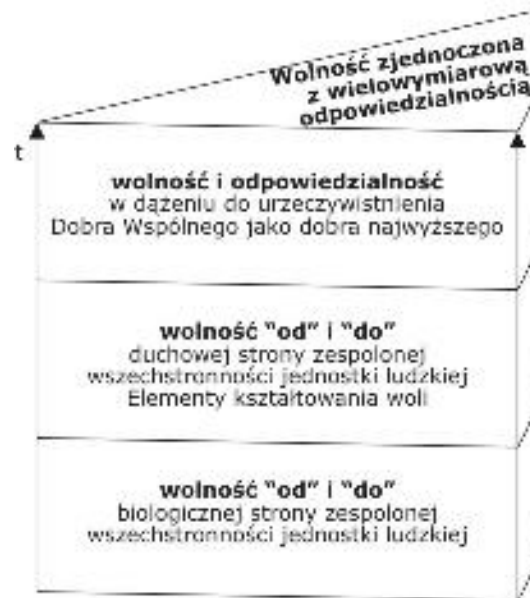 Wolność zjednoczona
z wielowymiarową
odpowiedzialnością
t
wolność i odpowiedzialność
w dążeniu do urzeczywistnienia
Dobra Wspólnego jako dobra najwyższego
wolność "od" i "do"
duchowej strony zespolonej
wszechstronności jednostki ludzkiej
Elementy kształtowania woli
wolność "od" i "do"
biologicznej strony zespolonej
wszechstronności jednostki ludzkiej